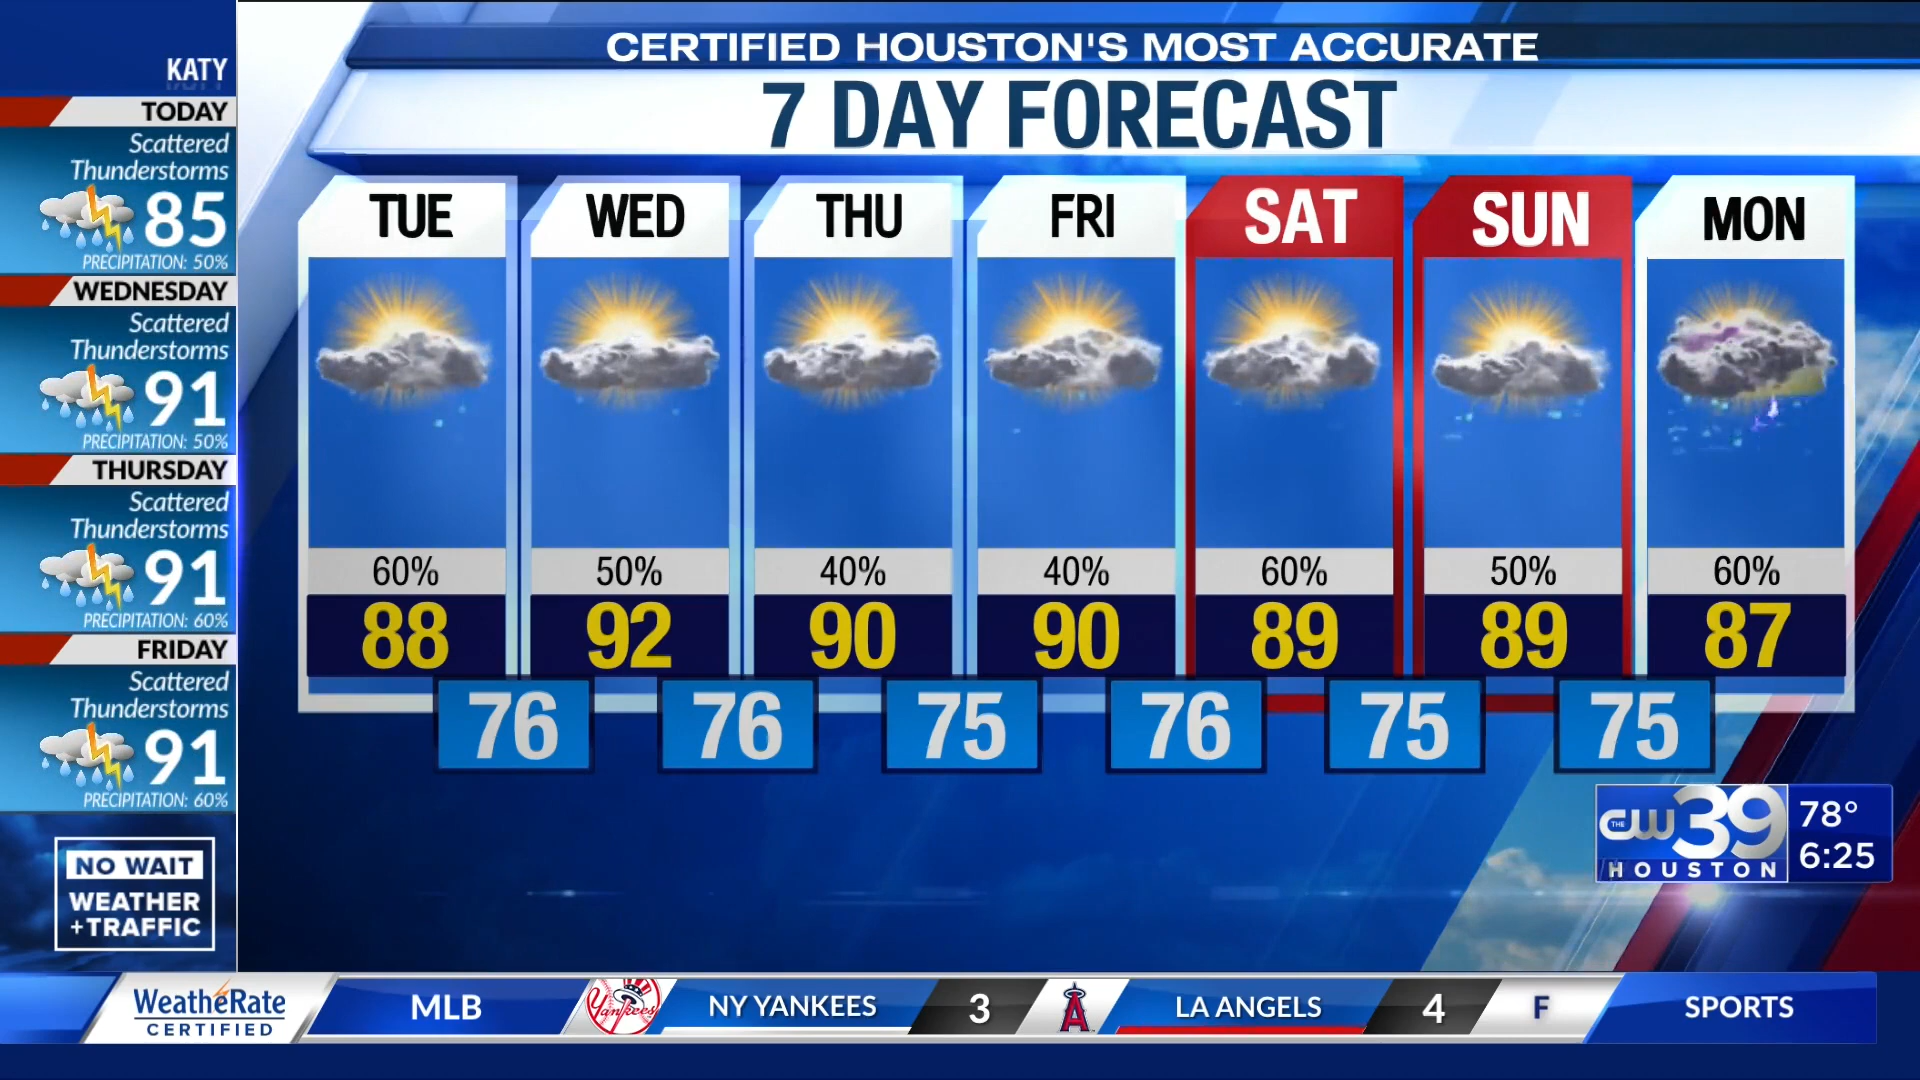 KATY
TODAY
Scattered
Thunderstorms
85
PRECIPITATION: 50%
WEDNESDAY
Scattered
Thunderstorms
91
PRECIPITATION: 50%
THURSDAY
Scattered
Thunderstorms
91
PRECIPITATION: 60%
FRIDAY
Scattered
Thunderstorms
91
PRECIPITATION: 60%
NO WAIT
WEATHER
+TRAFFIC
CERTIFIED HOUSTON'S MOST ACCURATE
7 DAY FORECAST
TUE WED THU FRI SAT SUN MON
60% 50% 40% 40% 60% 50% 60%
88 92 90 90 89 89 87
76 76 75 76 75 75
THE CW 39
HOUSTON
78°
6:25
WeatheRate
CERTIFIED
MLB Yankees NY YANKEES 3 A LA ANGELS 4 F SPORTS